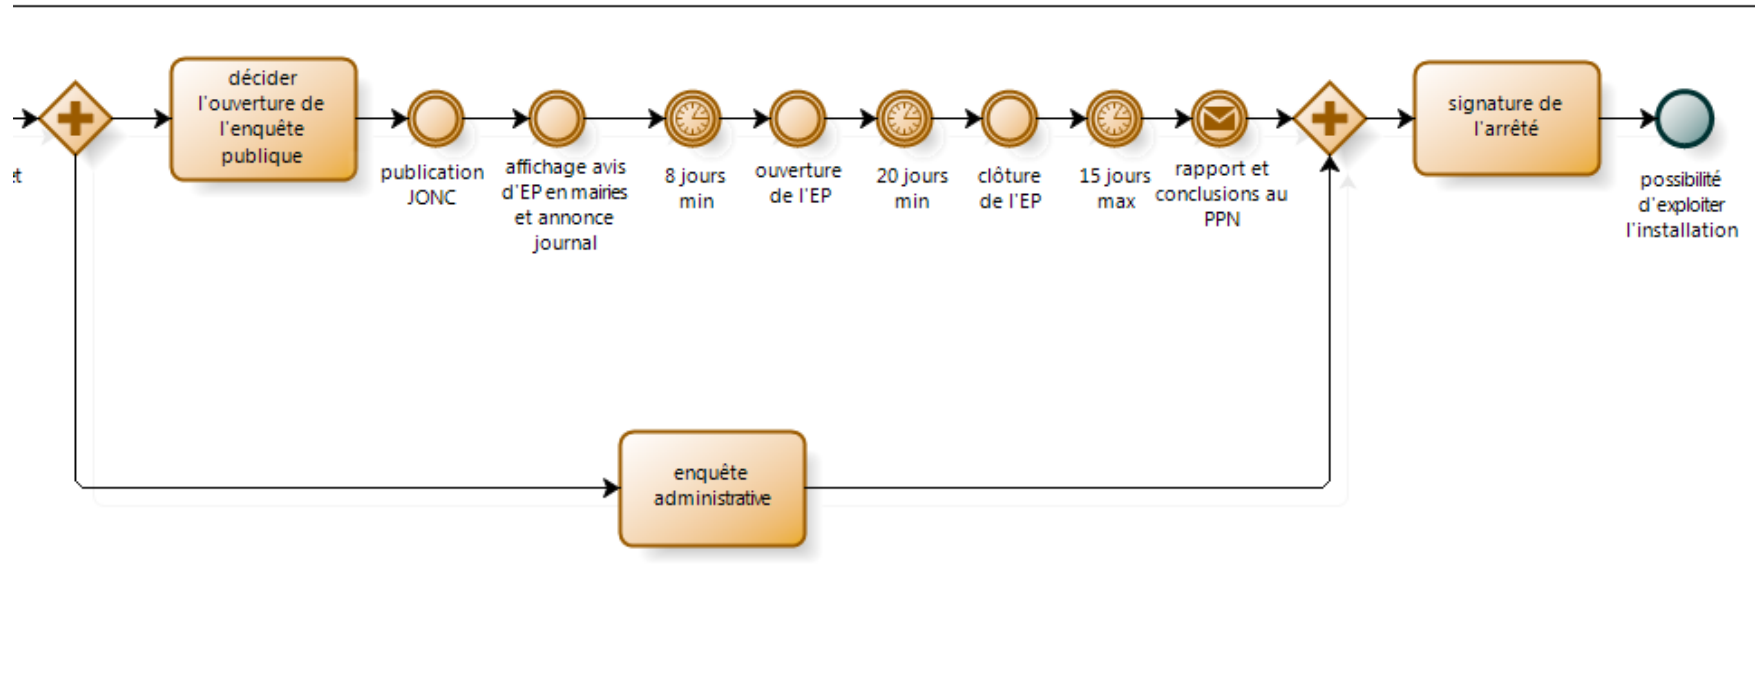 décider
l'ouverture de
l'enquête
publique
publication
JONC
affichage avis
d'EP en mairies
et annonce
journal
8 jours
min
ouverture
de l'EP
20 jours
min
clôture
de l'EP
15 jours
max
rapport et
conclusions au
PPN
signature de
l'arrêté
possibilité
d'exploiter
l'installation
enquête
administrative